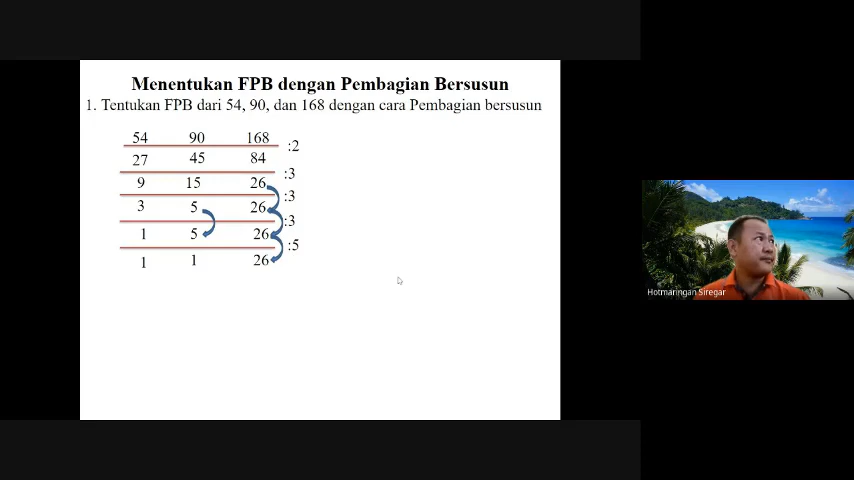 Menentukan FPB dengan Pembagian Bersusun
1. Tentukan FPB dari 54, 90, dan 168 dengan cara Pembagian bersusun
54 90 168 :2
27 45 84 :3
9 15 26 :3
3 5 26 :3
1 5 26 :5
1 1 26
Hotmaringan Siregar